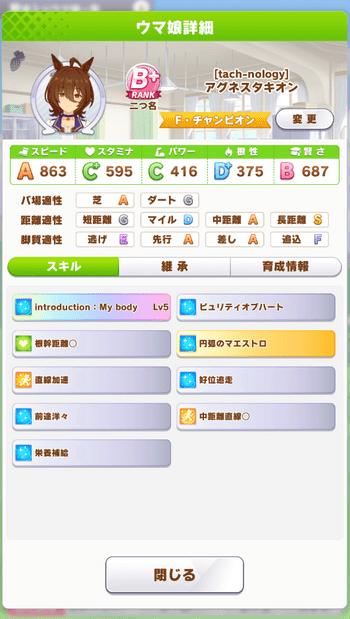 ウマ娘詳細
[tach-nology]
アグネスタキオン
B+
RANK
二つ名
F・チャンピオン
変更
スピード スタミナ パワー 根性 賢さ
A 863 C+ 595 C 416 D+ 375 B 687
バ場適性 芝 A ダート G
距離適性 短距離 G マイル D 中距離 A 長距離 S
脚質適性 逃げ E 先行 A 差し A 追込 F
スキル 継承 育成情報
introduction：My body Lv5
ピュリティオブハート
根幹距離○
円弧のマエストロ
直線加速
好位追走
前途洋々
中距離直線○
栄養補給
閉じる